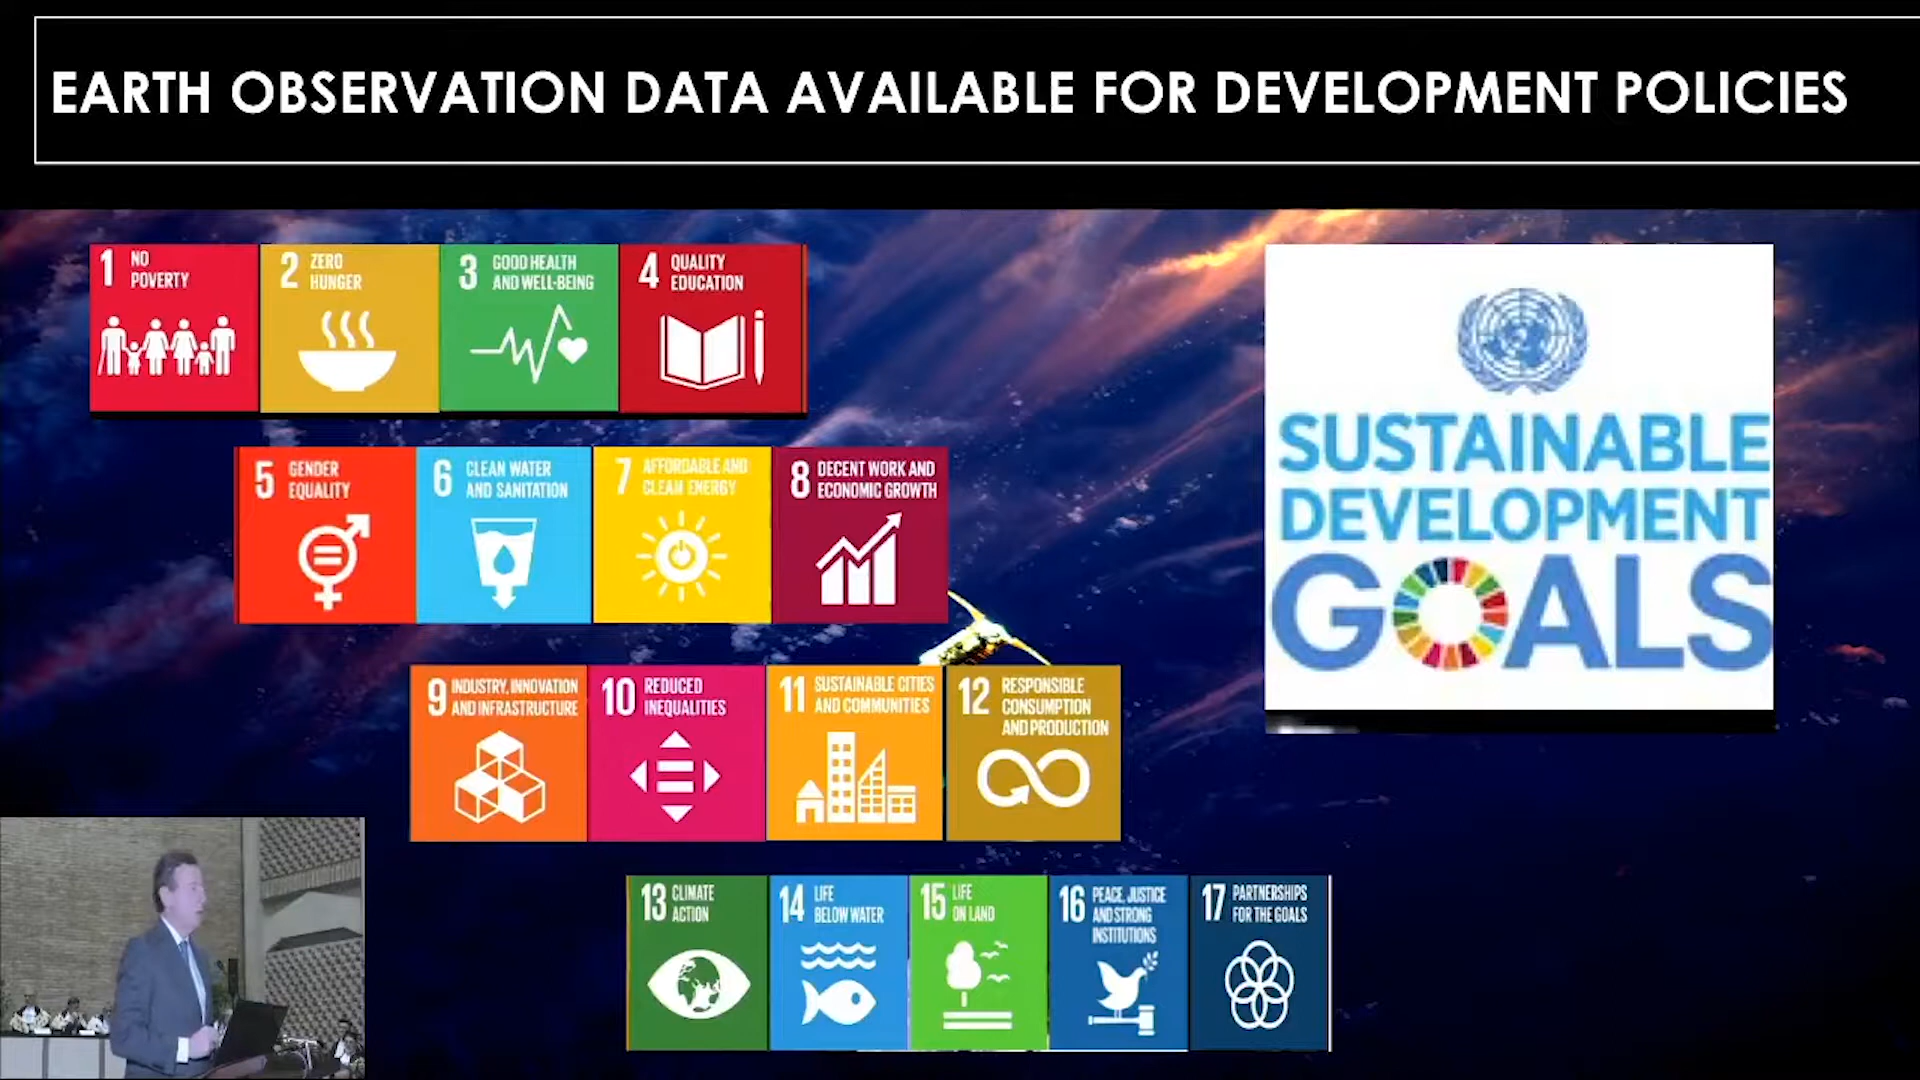 EARTH OBSERVATION DATA AVAILABLE FOR DEVELOPMENT POLICIES
1 NO
POVERTY
2 ZERO
HUNGER
3 GOOD HEALTH
AND WELL-BEING
4 QUALITY
EDUCATION
5 GENDER
EQUALITY
6 CLEAN WATER
AND SANITATION
7 AFFORDABLE AND
CLEAN ENERGY
8 DECENT WORK AND
ECONOMIC GROWTH
9 INDUSTRY, INNOVATION
AND INFRASTRUCTURE
10 REDUCED
INEQUALITIES
11 SUSTAINABLE CITIES
AND COMMUNITIES
12 RESPONSIBLE
CONSUMPTION
AND PRODUCTION
13 CLIMATE
ACTION
14 LIFE
BELOW WATER
15 LIFE
ON LAND
16 PEACE, JUSTICE
AND STRONG
INSTITUTIONS
17 PARTNERSHIPS
FOR THE GOALS
SUSTAINABLE
DEVELOPMENT
GOALS